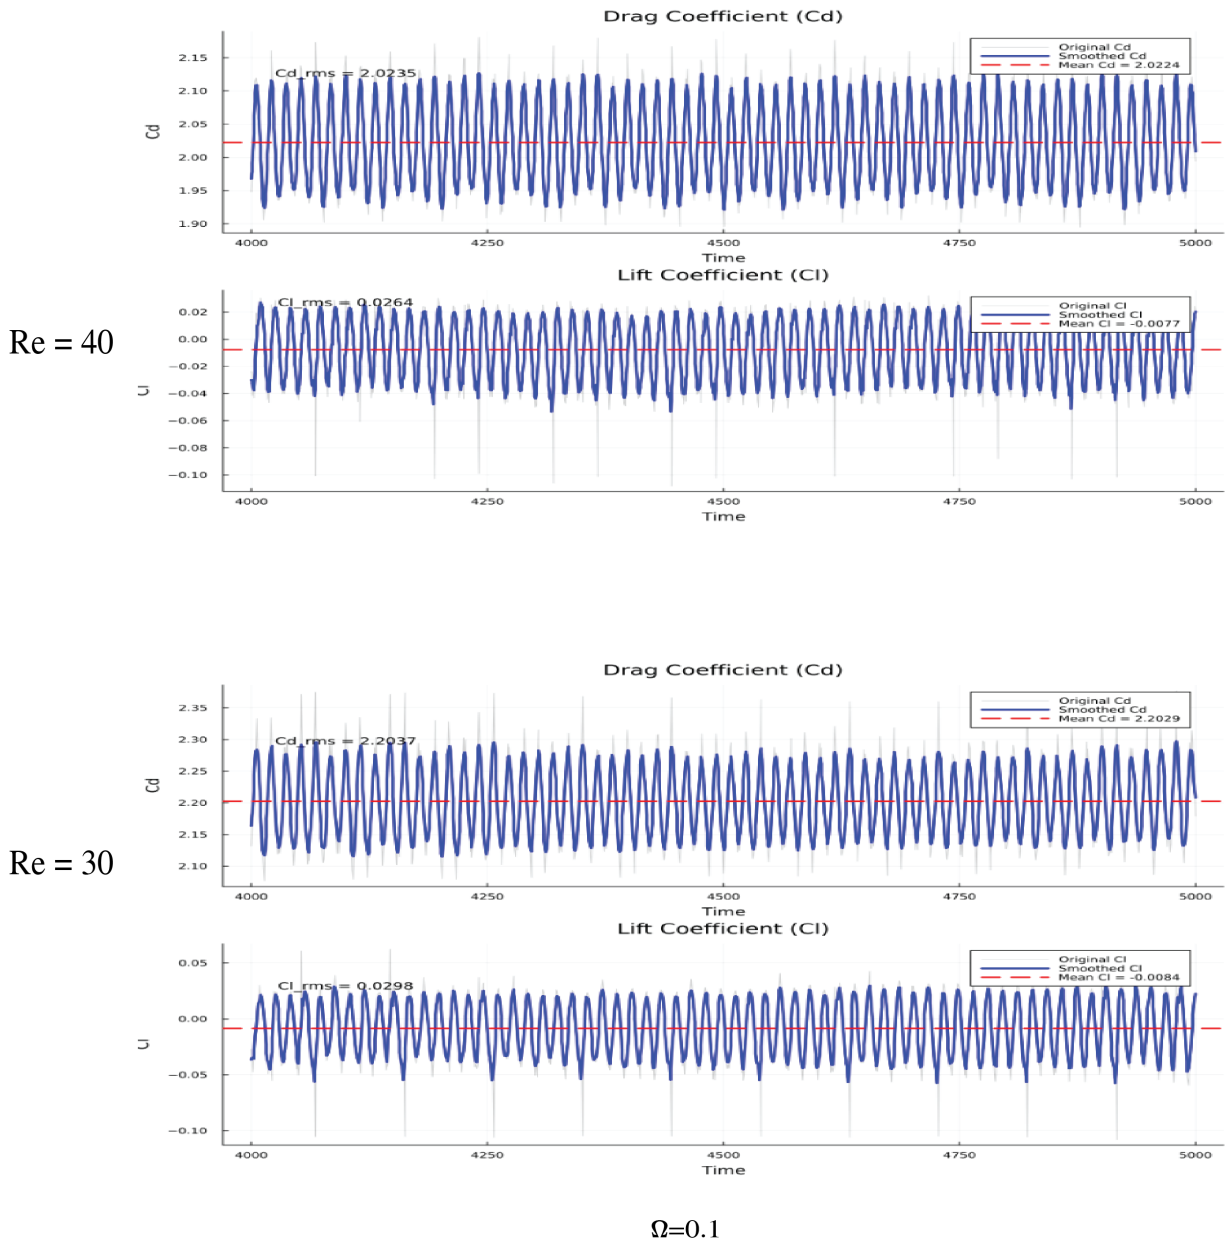 Drag Coefficient (Cd)
Original Cd
Smoothed Cd
Mean Cd = 2.0224
Cd_rms = 2.0235
2.15
2.10
2.05
2.00
1.95
1.90
Cd
4000 4250 4500 4750 5000
Time
Lift Coefficient (Cl)
Original Cl
Smoothed Cl
Mean Cl = -0.0077
Cl_rms = 0.0264
0.02
0.00
−0.02
−0.04
−0.06
−0.08
−0.10
Cl
4000 4250 4500 4750 5000
Time
Re = 40
Drag Coefficient (Cd)
Original Cd
Smoothed Cd
Mean Cd = 2.2029
Cd_rms = 2.2037
2.35
2.30
2.25
2.20
2.15
2.10
Cd
4000 4250 4500 4750 5000
Time
Re = 30
Lift Coefficient (Cl)
Original Cl
Smoothed Cl
Mean Cl = -0.0084
Cl_rms = 0.0298
0.05
0.00
−0.05
−0.10
Cl
4000 4250 4500 4750 5000
Time
Ω=0.1